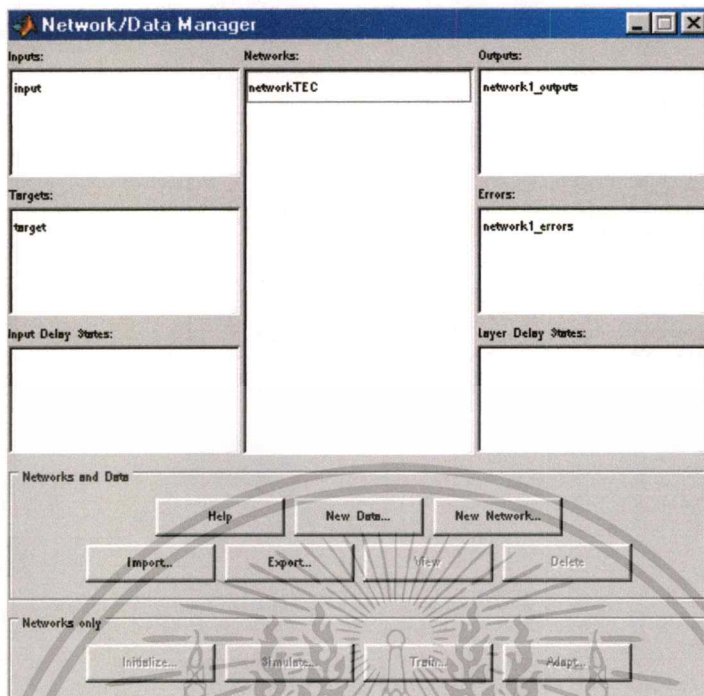 Network/Data Manager
Inputs:
Networks:
Outputs:
input
networkTEC
network1_outputs
Targets:
Errors:
target
network1_errors
Input Delay States:
Layer Delay States:
Networks and Data
Help
New Data...
New Network...
Import...
Export...
View
Delete
Networks only
Initialize...
Simulate...
Train...
Adapt...